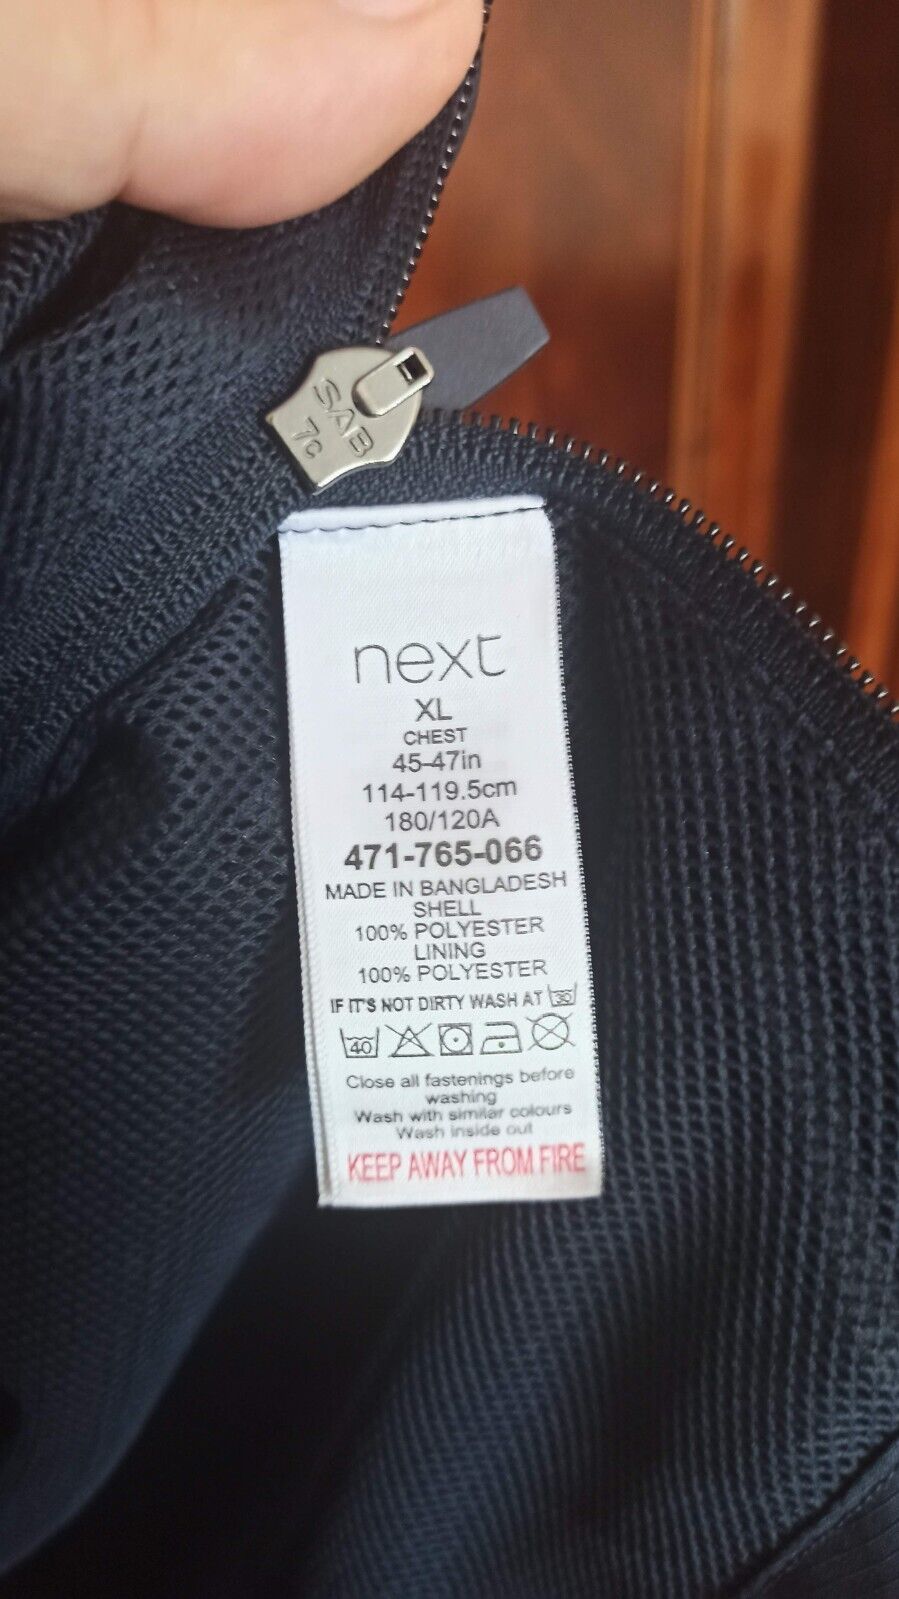 SAB
7c
next
XL
CHEST
45-47in
114-119.5cm
180/120A
471-765-066
MADE IN BANGLADESH
SHELL
100% POLYESTER
LINING
100% POLYESTER
IF IT'S NOT DIRTY WASH AT 30
40
Close all fastenings before
washing
Wash with similar colours
Wash inside out
KEEP AWAY FROM FIRE